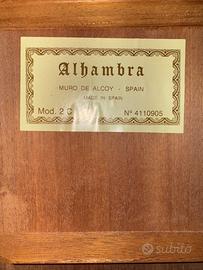 Alhambra
MURO DE ALCOY - SPAIN
MADE IN SPAIN
Mod. 2 C Nº 4110905
subito